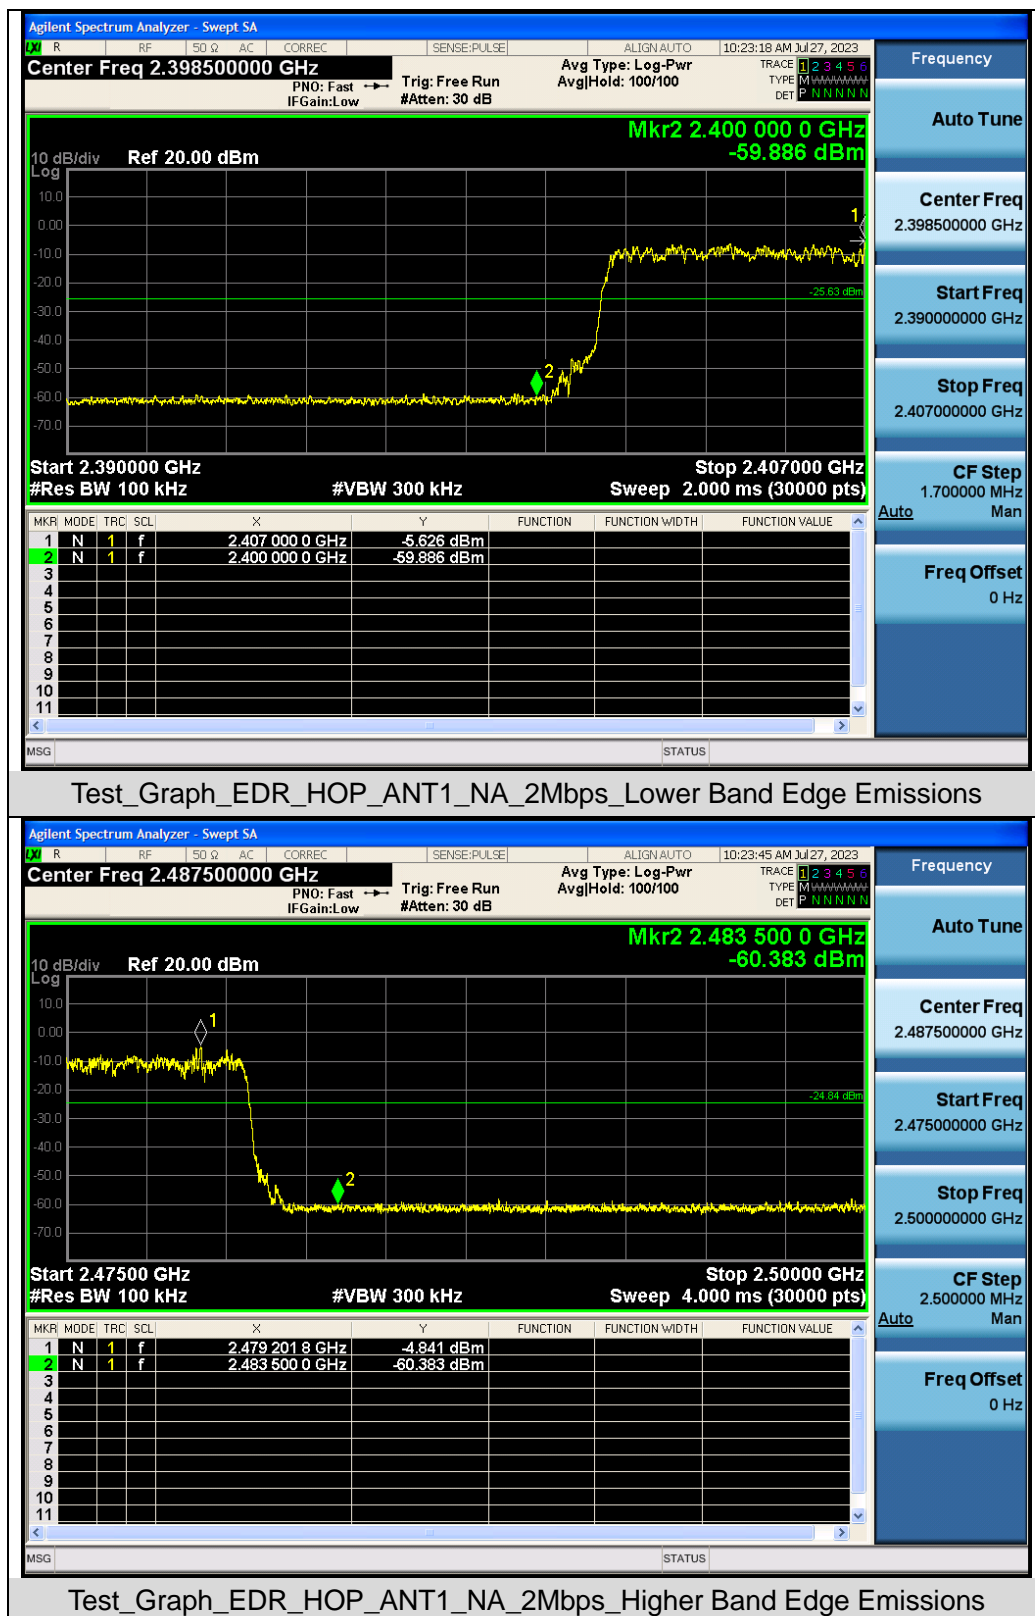 Agilent Spectrum Analyzer - Swept SA
LXI R RF 50 Ω AC CORREC SENSE:PULSE ALIGN AUTO 10:23:18 AM Jul 27, 2023
Center Freq 2.398500000 GHz
PNO: Fast
IFGain:Low
Trig: Free Run
#Atten: 30 dB
Avg Type: Log-Pwr
Avg|Hold: 100/100
TRACE 1 2 3 4 5 6
TYPE M
DET P N N N N N
Frequency
Mkr2 2.400 000 0 GHz
-59.886 dBm
10 dB/div Ref 20.00 dBm
Log
10.0
0.00
-10.0
-20.0
-30.0
-40.0
-50.0
-60.0
-70.0
1
-25.63 dBm
2
Start 2.390000 GHz Stop 2.407000 GHz
#Res BW 100 kHz #VBW 300 kHz Sweep 2.000 ms (30000 pts)
MKR MODE TRC SCL X Y FUNCTION FUNCTION WIDTH FUNCTION VALUE
1 N 1 f 2.407 000 0 GHz -5.626 dBm
2 N 1 f 2.400 000 0 GHz -59.886 dBm
3
4
5
6
7
8
9
10
11
MSG STATUS
Auto Tune
Center Freq
2.398500000 GHz
Start Freq
2.390000000 GHz
Stop Freq
2.407000000 GHz
CF Step
1.700000 MHz
Auto Man
Freq Offset
0 Hz
Test_Graph_EDR_HOP_ANT1_NA_2Mbps_Lower Band Edge Emissions
Agilent Spectrum Analyzer - Swept SA
LXI R RF 50 Ω AC CORREC SENSE:PULSE ALIGN AUTO 10:23:45 AM Jul 27, 2023
Center Freq 2.487500000 GHz
PNO: Fast
IFGain:Low
Trig: Free Run
#Atten: 30 dB
Avg Type: Log-Pwr
Avg|Hold: 100/100
TRACE 1 2 3 4 5 6
TYPE M
DET P N N N N N
Frequency
Mkr2 2.483 500 0 GHz
-60.383 dBm
10 dB/div Ref 20.00 dBm
Log
10.0
0.00
-10.0
-20.0
-30.0
-40.0
-50.0
-60.0
-70.0
1
-24.84 dBm
2
Start 2.47500 GHz Stop 2.50000 GHz
#Res BW 100 kHz #VBW 300 kHz Sweep 4.000 ms (30000 pts)
MKR MODE TRC SCL X Y FUNCTION FUNCTION WIDTH FUNCTION VALUE
1 N 1 f 2.479 201 8 GHz -4.841 dBm
2 N 1 f 2.483 500 0 GHz -60.383 dBm
3
4
5
6
7
8
9
10
11
MSG STATUS
Auto Tune
Center Freq
2.487500000 GHz
Start Freq
2.475000000 GHz
Stop Freq
2.500000000 GHz
CF Step
2.500000 MHz
Auto Man
Freq Offset
0 Hz
Test_Graph_EDR_HOP_ANT1_NA_2Mbps_Higher Band Edge Emissions